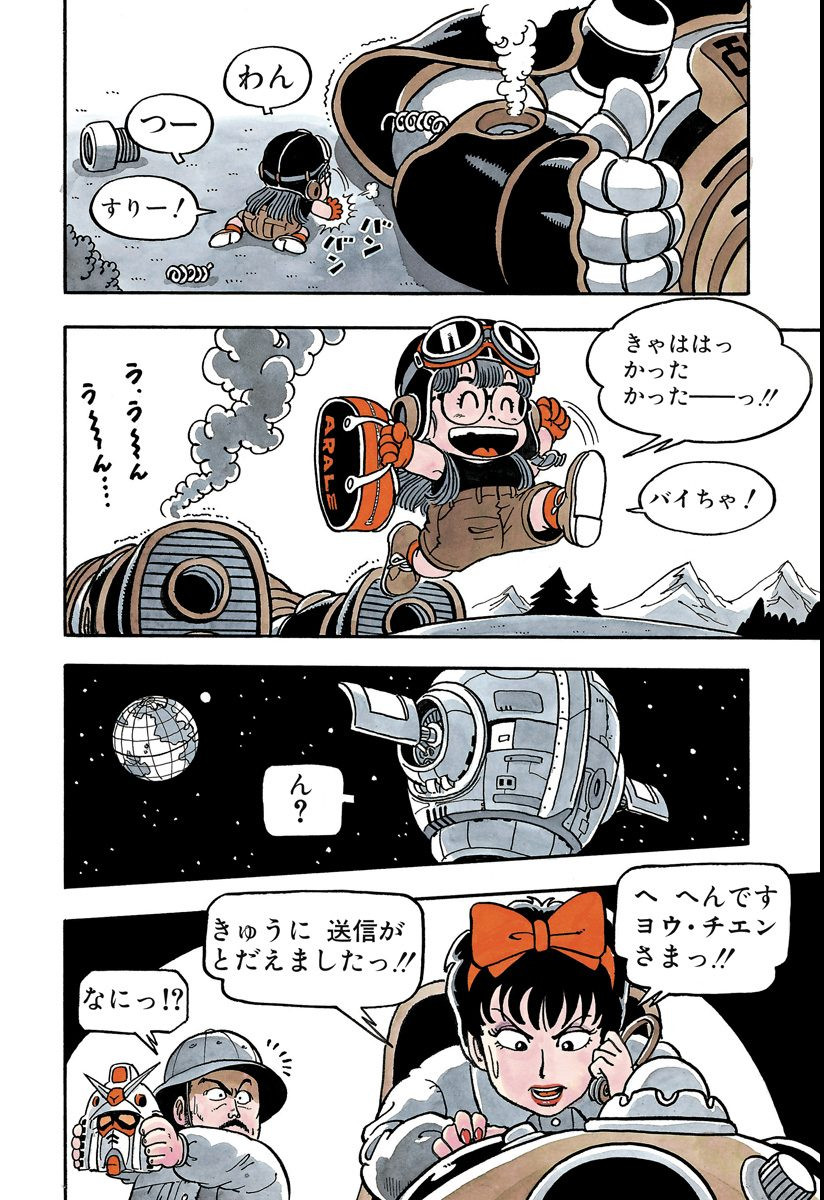 わん
つー
すりー!
バン
バン
きゃははっ
かった
かったーーっ!!
バイちゃ!
ARALE
う・う〜〜ん
う〜〜〜ん…
ん?
へ へんです
ヨウ・チエン
さまっ!!
きゅうに 送信が
とだえましたっ!!
なにっ!?